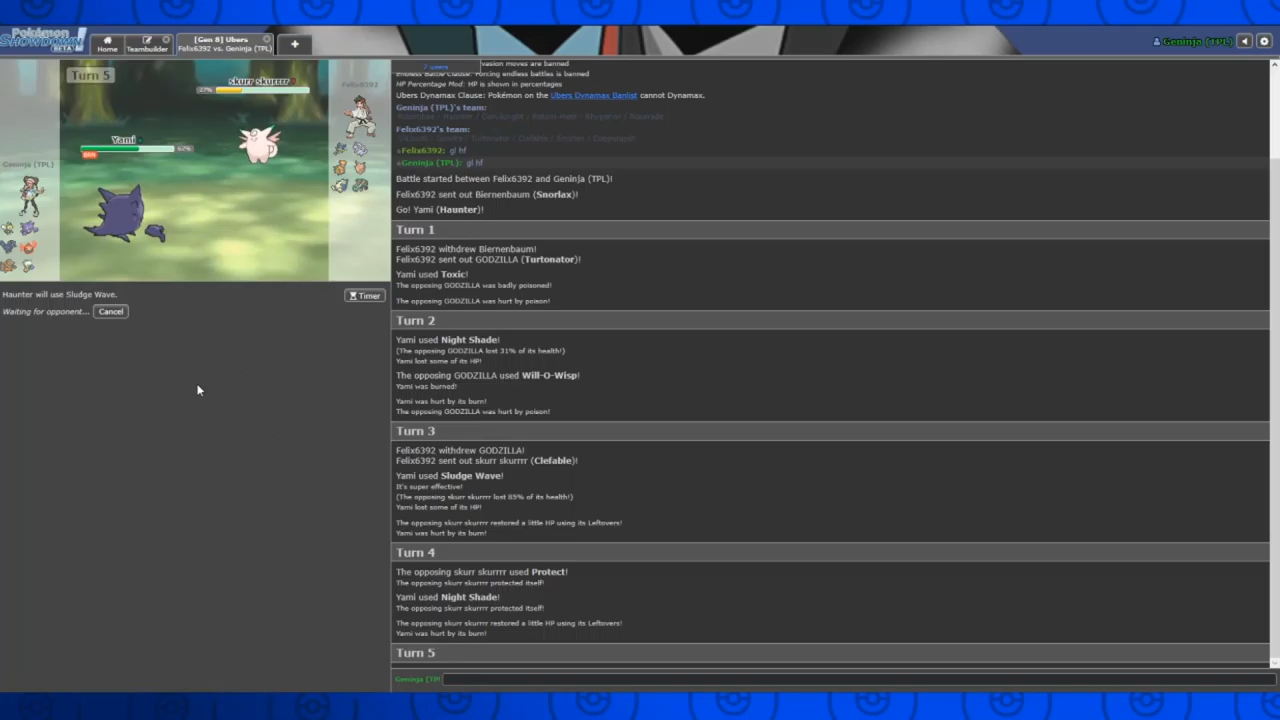 Pokémon
SHOWDOWN
BETA
Home
Teambuilder
[Gen 8] Ubers
Felix6392 vs. Geninja (TPL)
Geninja (TPL)
Turn 5
skurr skurrrr
27%
Felix6392
Yami
67%
BRN
Geninja (TPL)
Haunter will use Sludge Wave.
Timer
Waiting for opponent...
Cancel
7 users
vasion moves are banned
Endless Battle Clause: Forcing endless battles is banned
HP Percentage Mod: HP is shown in percentages
Ubers Dynamax Clause: Pokémon on the Ubers Dynamax Banlist cannot Dynamax.
Geninja (TPL)'s team:
Felix6392's team:
☆Felix6392: gl hf
☆Geninja (TPL): gl hf
Battle started between Felix6392 and Geninja (TPL)!
Felix6392 sent out Biernenbaum (Snorlax)!
Go! Yami (Haunter)!
Turn 1
Felix6392 withdrew Biernenbaum!
Felix6392 sent out GODZILLA (Turtonator)!
Yami used Toxic!
The opposing GODZILLA was badly poisoned!
The opposing GODZILLA was hurt by poison!
Turn 2
Yami used Night Shade!
(The opposing GODZILLA lost 31% of its health!)
Yami lost some of its HP!
The opposing GODZILLA used Will-O-Wisp!
Yami was burned!
Yami was hurt by its burn!
The opposing GODZILLA was hurt by poison!
Turn 3
Felix6392 withdrew GODZILLA!
Felix6392 sent out skurr skurrrr (Clefable)!
Yami used Sludge Wave!
It's super effective!
(The opposing skurr skurrrr lost 85% of its health!)
Yami lost some of its HP!
The opposing skurr skurrrr restored a little HP using its Leftovers!
Yami was hurt by its burn!
Turn 4
The opposing skurr skurrrr used Protect!
The opposing skurr skurrrr protected itself!
Yami used Night Shade!
The opposing skurr skurrrr protected itself!
The opposing skurr skurrrr restored a little HP using its Leftovers!
Yami was hurt by its burn!
Turn 5
Geninja (TPL